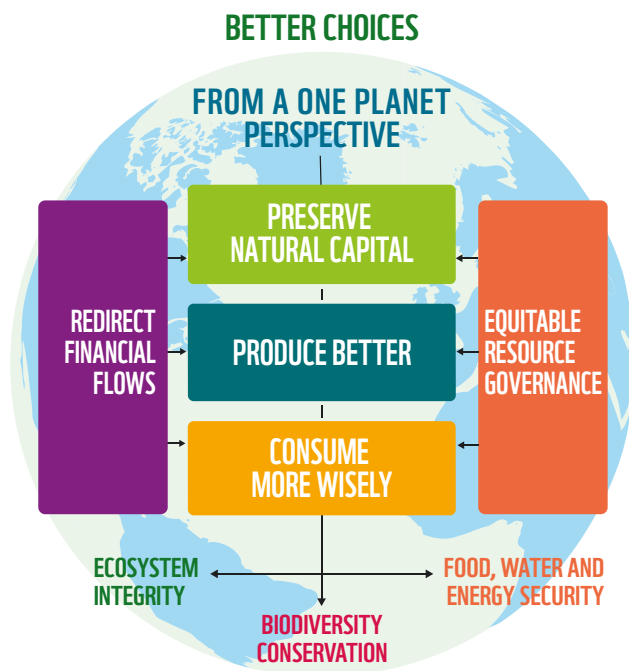 BETTER CHOICES
FROM A ONE PLANET
PERSPECTIVE
PRESERVE
NATURAL CAPITAL
REDIRECT
FINANCIAL
FLOWS
PRODUCE BETTER
EQUITABLE
RESOURCE
GOVERNANCE
CONSUME
MORE WISELY
ECOSYSTEM
INTEGRITY
FOOD, WATER AND
ENERGY SECURITY
BIODIVERSITY
CONSERVATION